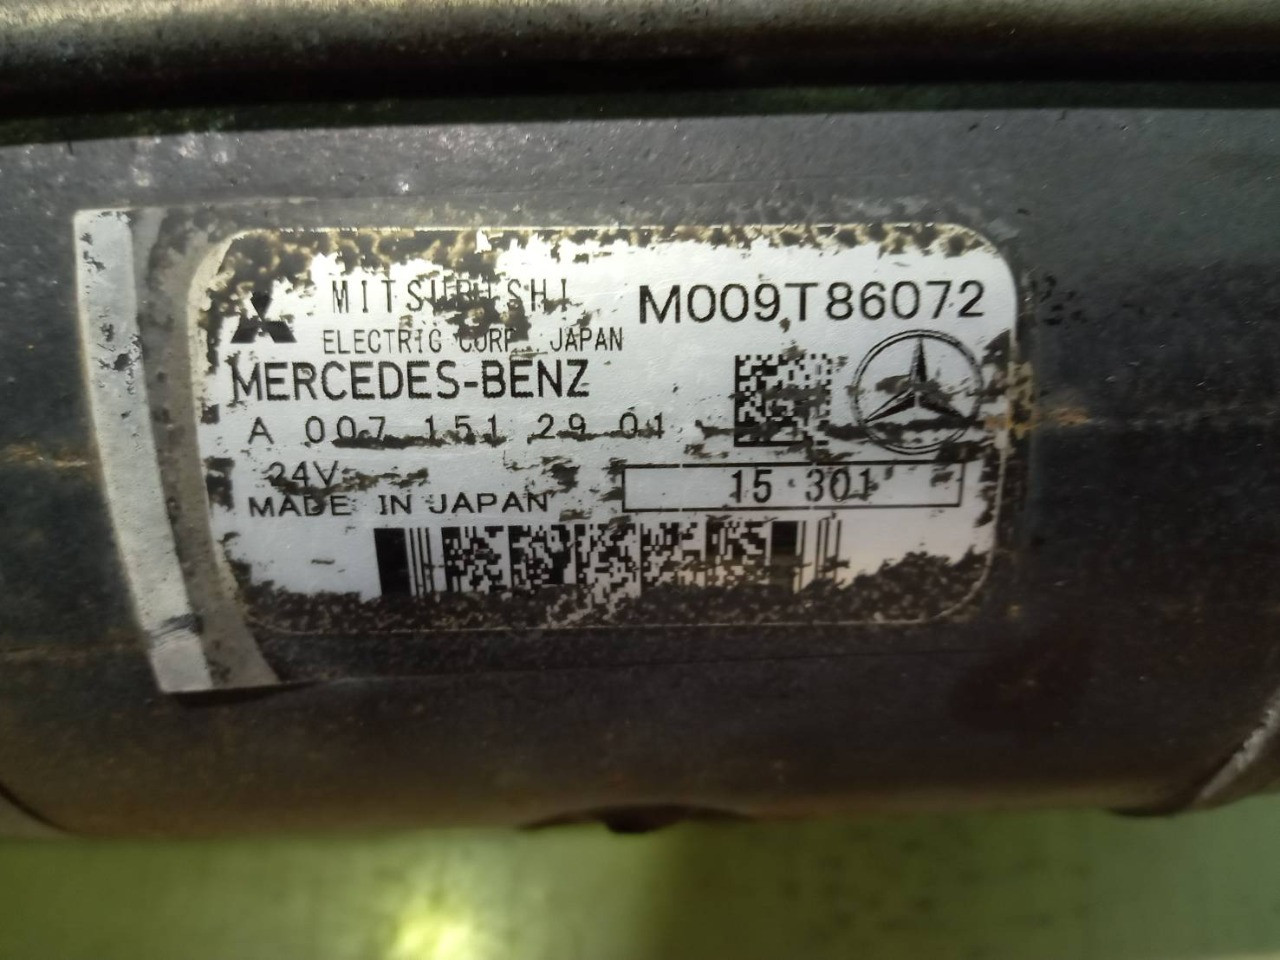 MITSUBISHI M009T86072
ELECTRIC CORP. JAPAN
MERCEDES-BENZ
A 007 151 29 01
24V
MADE IN JAPAN 15 301